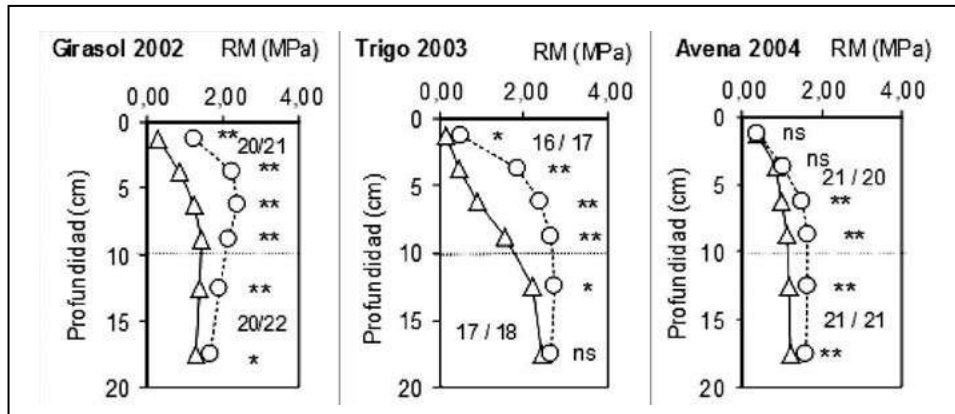 Girasol 2002 RM (MPa)
0,00 2,00 4,00
0
5
10
15
20
Profundidad (cm)
** 20/21
**
**
**
**
20/22
*
Trigo 2003
RM (MPa)
0,00 2,00 4,00
0
5
10
15
20
Profundidad (cm)
* 16 / 17
**
**
**
*
17 / 18
ns
Avena 2004
RM (MPa)
0,00 2,00 4,00
0
5
10
15
20
Profundidad (cm)
ns
ns
21 / 20
**
**
**
21 / 21
**